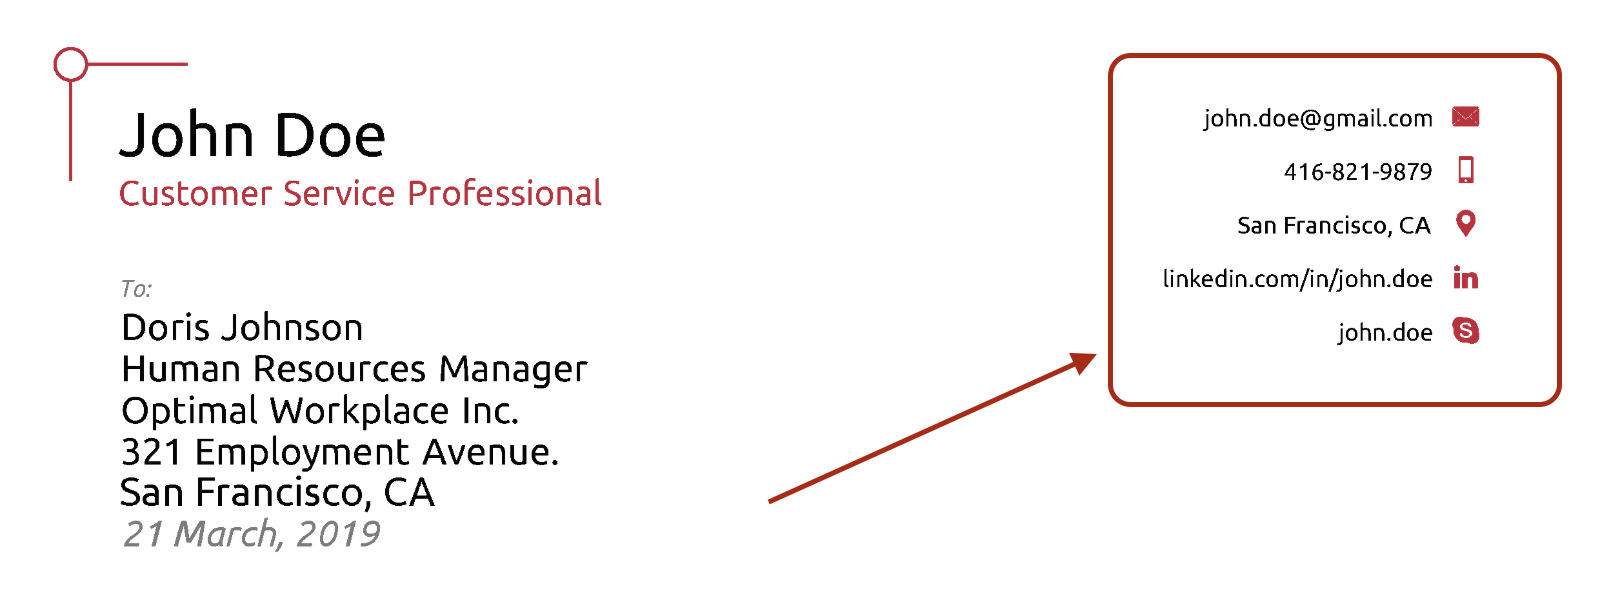 John Doe
Customer Service Professional
To:
Doris Johnson
Human Resources Manager
Optimal Workplace Inc.
321 Employment Avenue.
San Francisco, CA
21 March, 2019
john.doe@gmail.com
416-821-9879
San Francisco, CA
linkedin.com/in/john.doe
john.doe